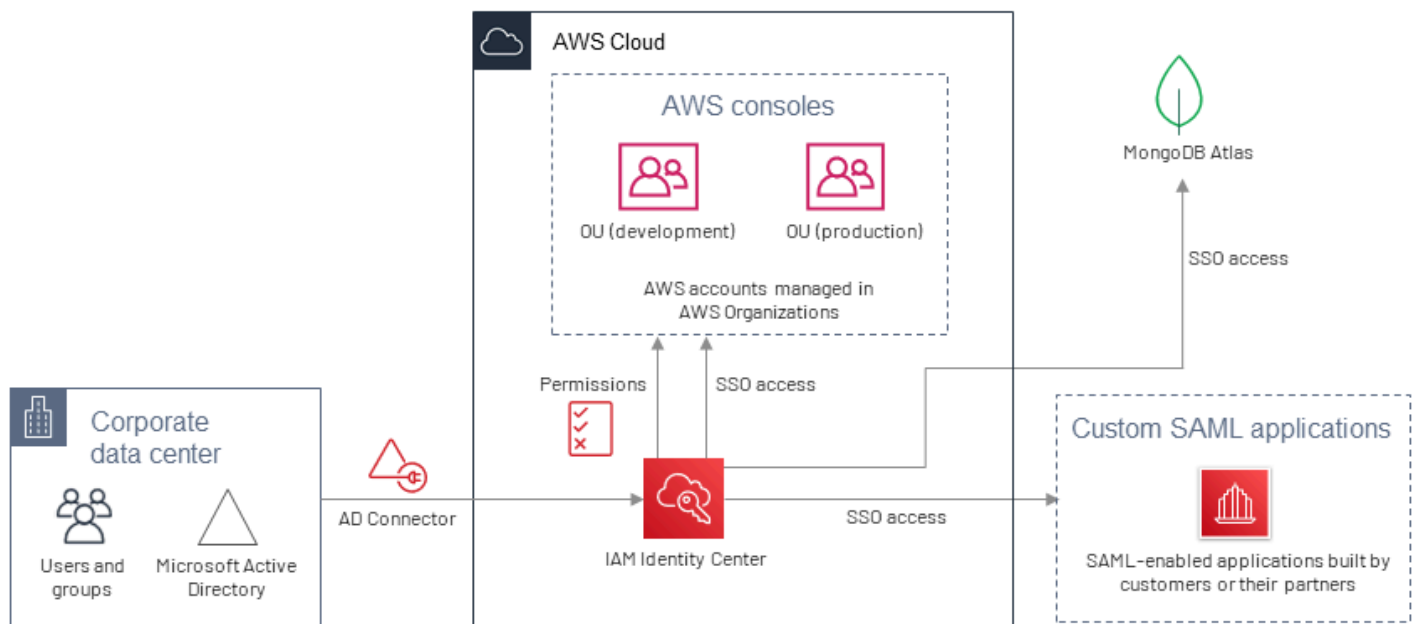 AWS Cloud
AWS consoles
OU (development)
OU (production)
AWS accounts managed in
AWS Organizations
MongoDB Atlas
SSO access
Permissions
SSO access
Corporate
data center
Users and
groups
Microsoft Active
Directory
AD Connector
IAM Identity Center
SSO access
Custom SAML applications
SAML-enabled applications built by
customers or their partners